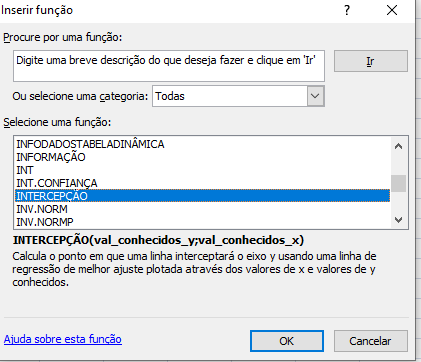 Inserir função
?
Procure por uma função:
Digite uma breve descrição do que deseja fazer e clique em 'Ir'
Ir
Ou selecione uma categoria: Todas
Selecione uma função:
INFODADOSTABELADINÂMICA
INFORMAÇÃO
INT
INT.CONFIANÇA
INTERCEPÇÃO
INV.NORM
INV.NORMP
INTERCEPÇÃO(val_conhecidos_y;val_conhecidos_x)
Calcula o ponto em que uma linha interceptará o eixo y usando uma linha de
regressão de melhor ajuste plotada através dos valores de x e valores de y
conhecidos.
Ajuda sobre esta função
OK
Cancelar